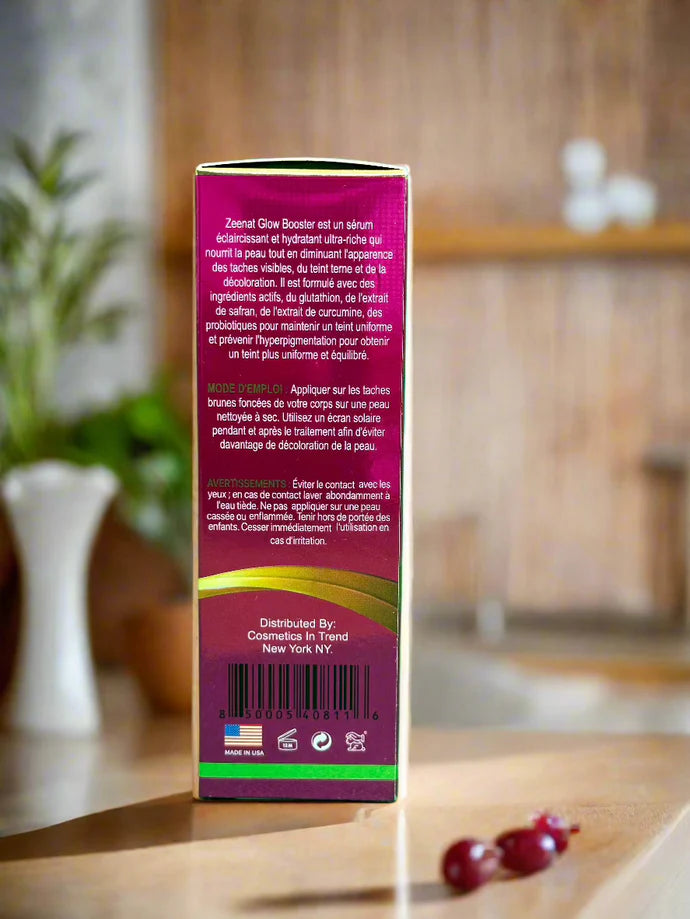 Zeenat Glow Booster est un sérum
éclaircissant et hydratant ultra-riche qui
nourrit la peau tout en diminuant l'apparence
des taches visibles, du teint terne et de la
décoloration. Il est formulé avec des
ingrédients actifs, du glutathion, de l'extrait
de safran, de l'extrait de curcumine, des
probiotiques pour maintenir un teint uniforme
et prévenir l'hyperpigmentation pour obtenir
un teint plus uniforme et équilibré.
MODE D'EMPLOI : Appliquer sur les taches
brunes foncées de votre corps sur une peau
nettoyée à sec. Utilisez un écran solaire
pendant et après le traitement afin d'éviter
davantage de décoloration de la peau.
AVERTISSEMENTS : Éviter le contact avec les
yeux ; en cas de contact laver abondamment à
l'eau tiède. Ne pas appliquer sur une peau
cassée ou enflammée. Tenir hors de portée des
enfants. Cesser immédiatement l'utilisation en
cas d'irritation.
Distributed By:
Cosmetics In Trend
New York NY.
8 50005 40811 6
MADE IN USA
12M